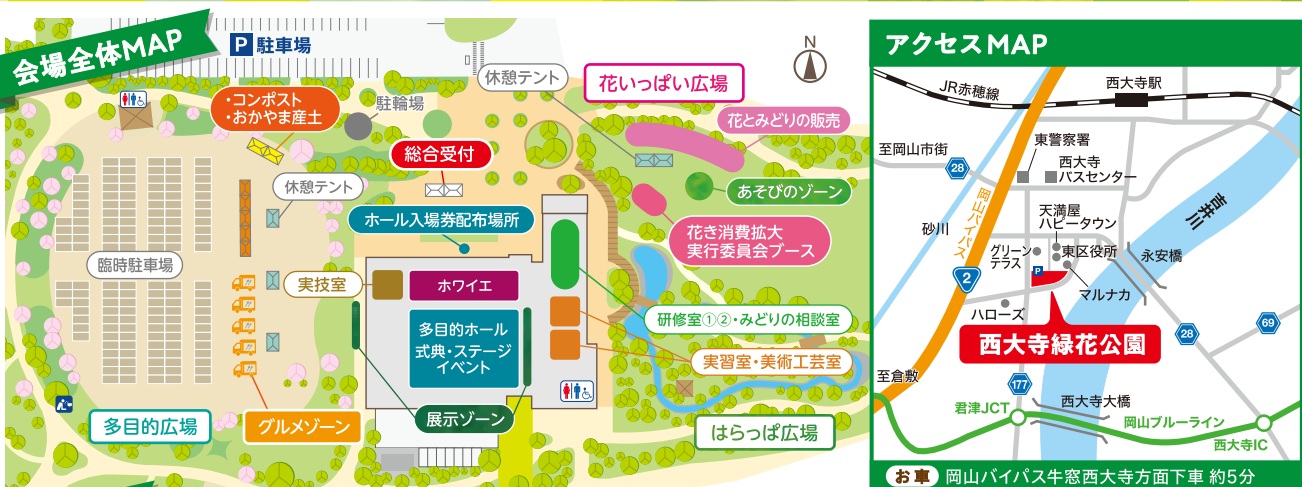 会場全体MAP
P 駐車場
・コンポスト
・おかやま産土
駐輪場
休憩テント
花いっぱい広場
N
花とみどりの販売
総合受付
休憩テント
あそびのゾーン
ホール入場券配布場所
花き消費拡大
実行委員会ブース
臨時駐車場
実技室
ホワイエ
多目的ホール
式典・ステージ
イベント
研修室①②・みどりの相談室
実習室・美術工芸室
展示ゾーン
多目的広場
グルメゾーン
はらっぱ広場
アクセスMAP
JR赤穂線
西大寺駅
至岡山市街
28
東警察署
西大寺
バスセンター
岡山バイパス
砂川
天満屋
ハピータウン
吉井川
グリーン
テラス
東区役所
永安橋
P
2
マルナカ
ハローズ
28
69
西大寺緑花公園
至倉敷
177
君津JCT
西大寺大橋
岡山ブルーライン
西大寺IC
お車 岡山バイパス牛窓西大寺方面下車 約5分